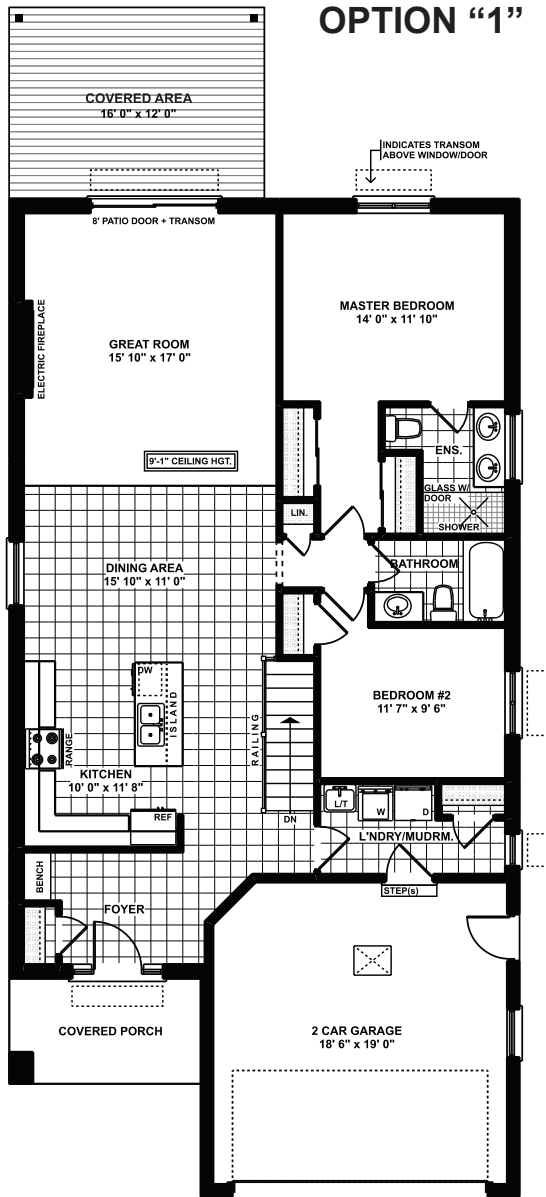 OPTION “1”
COVERED AREA
16' 0" x 12' 0"
INDICATES TRANSOM
ABOVE WINDOW/DOOR
8' PATIO DOOR + TRANSOM
MASTER BEDROOM
14' 0" x 11' 10"
ELECTRIC FIREPLACE
GREAT ROOM
15' 10" x 17' 0"
9'-1" CEILING HGT.
ENS.
GLASS W/
DOOR
SHOWER
LIN.
DINING AREA
15' 10" x 11' 0"
BATHROOM
DW
ISLAND
BEDROOM #2
11' 7" x 9' 6"
RAILING
RANGE
KITCHEN
10' 0" x 11' 8"
REF
DN
L/T
W
D
L'NDRY/MUDRM.
BENCH
STEP(s)
FOYER
COVERED PORCH
2 CAR GARAGE
18' 6" x 19' 0"